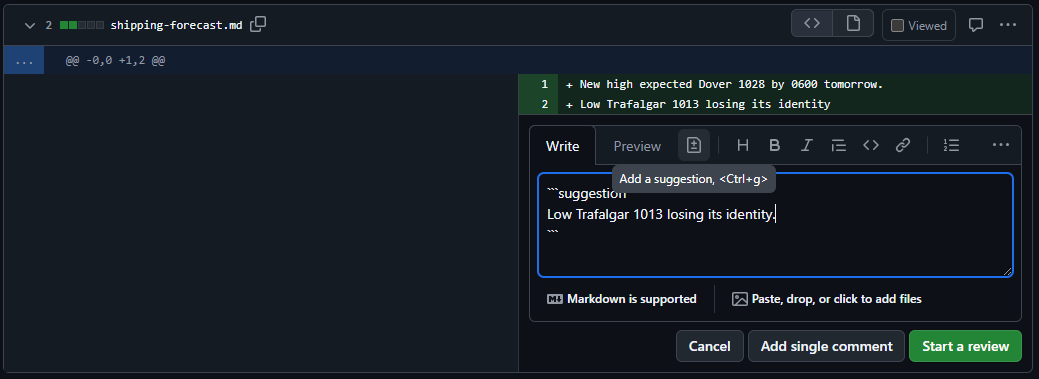 2 shipping-forecast.md Viewed
... @@ -0,0 +1,2 @@
1 + New high expected Dover 1028 by 0600 tomorrow.
2 + Low Trafalgar 1013 losing its identity
Write Preview H B I <> ...
Add a suggestion, <Ctrl+g>
```suggestion
Low Trafalgar 1013 losing its identity.
```
Markdown is supported Paste, drop, or click to add files
Cancel Add single comment Start a review